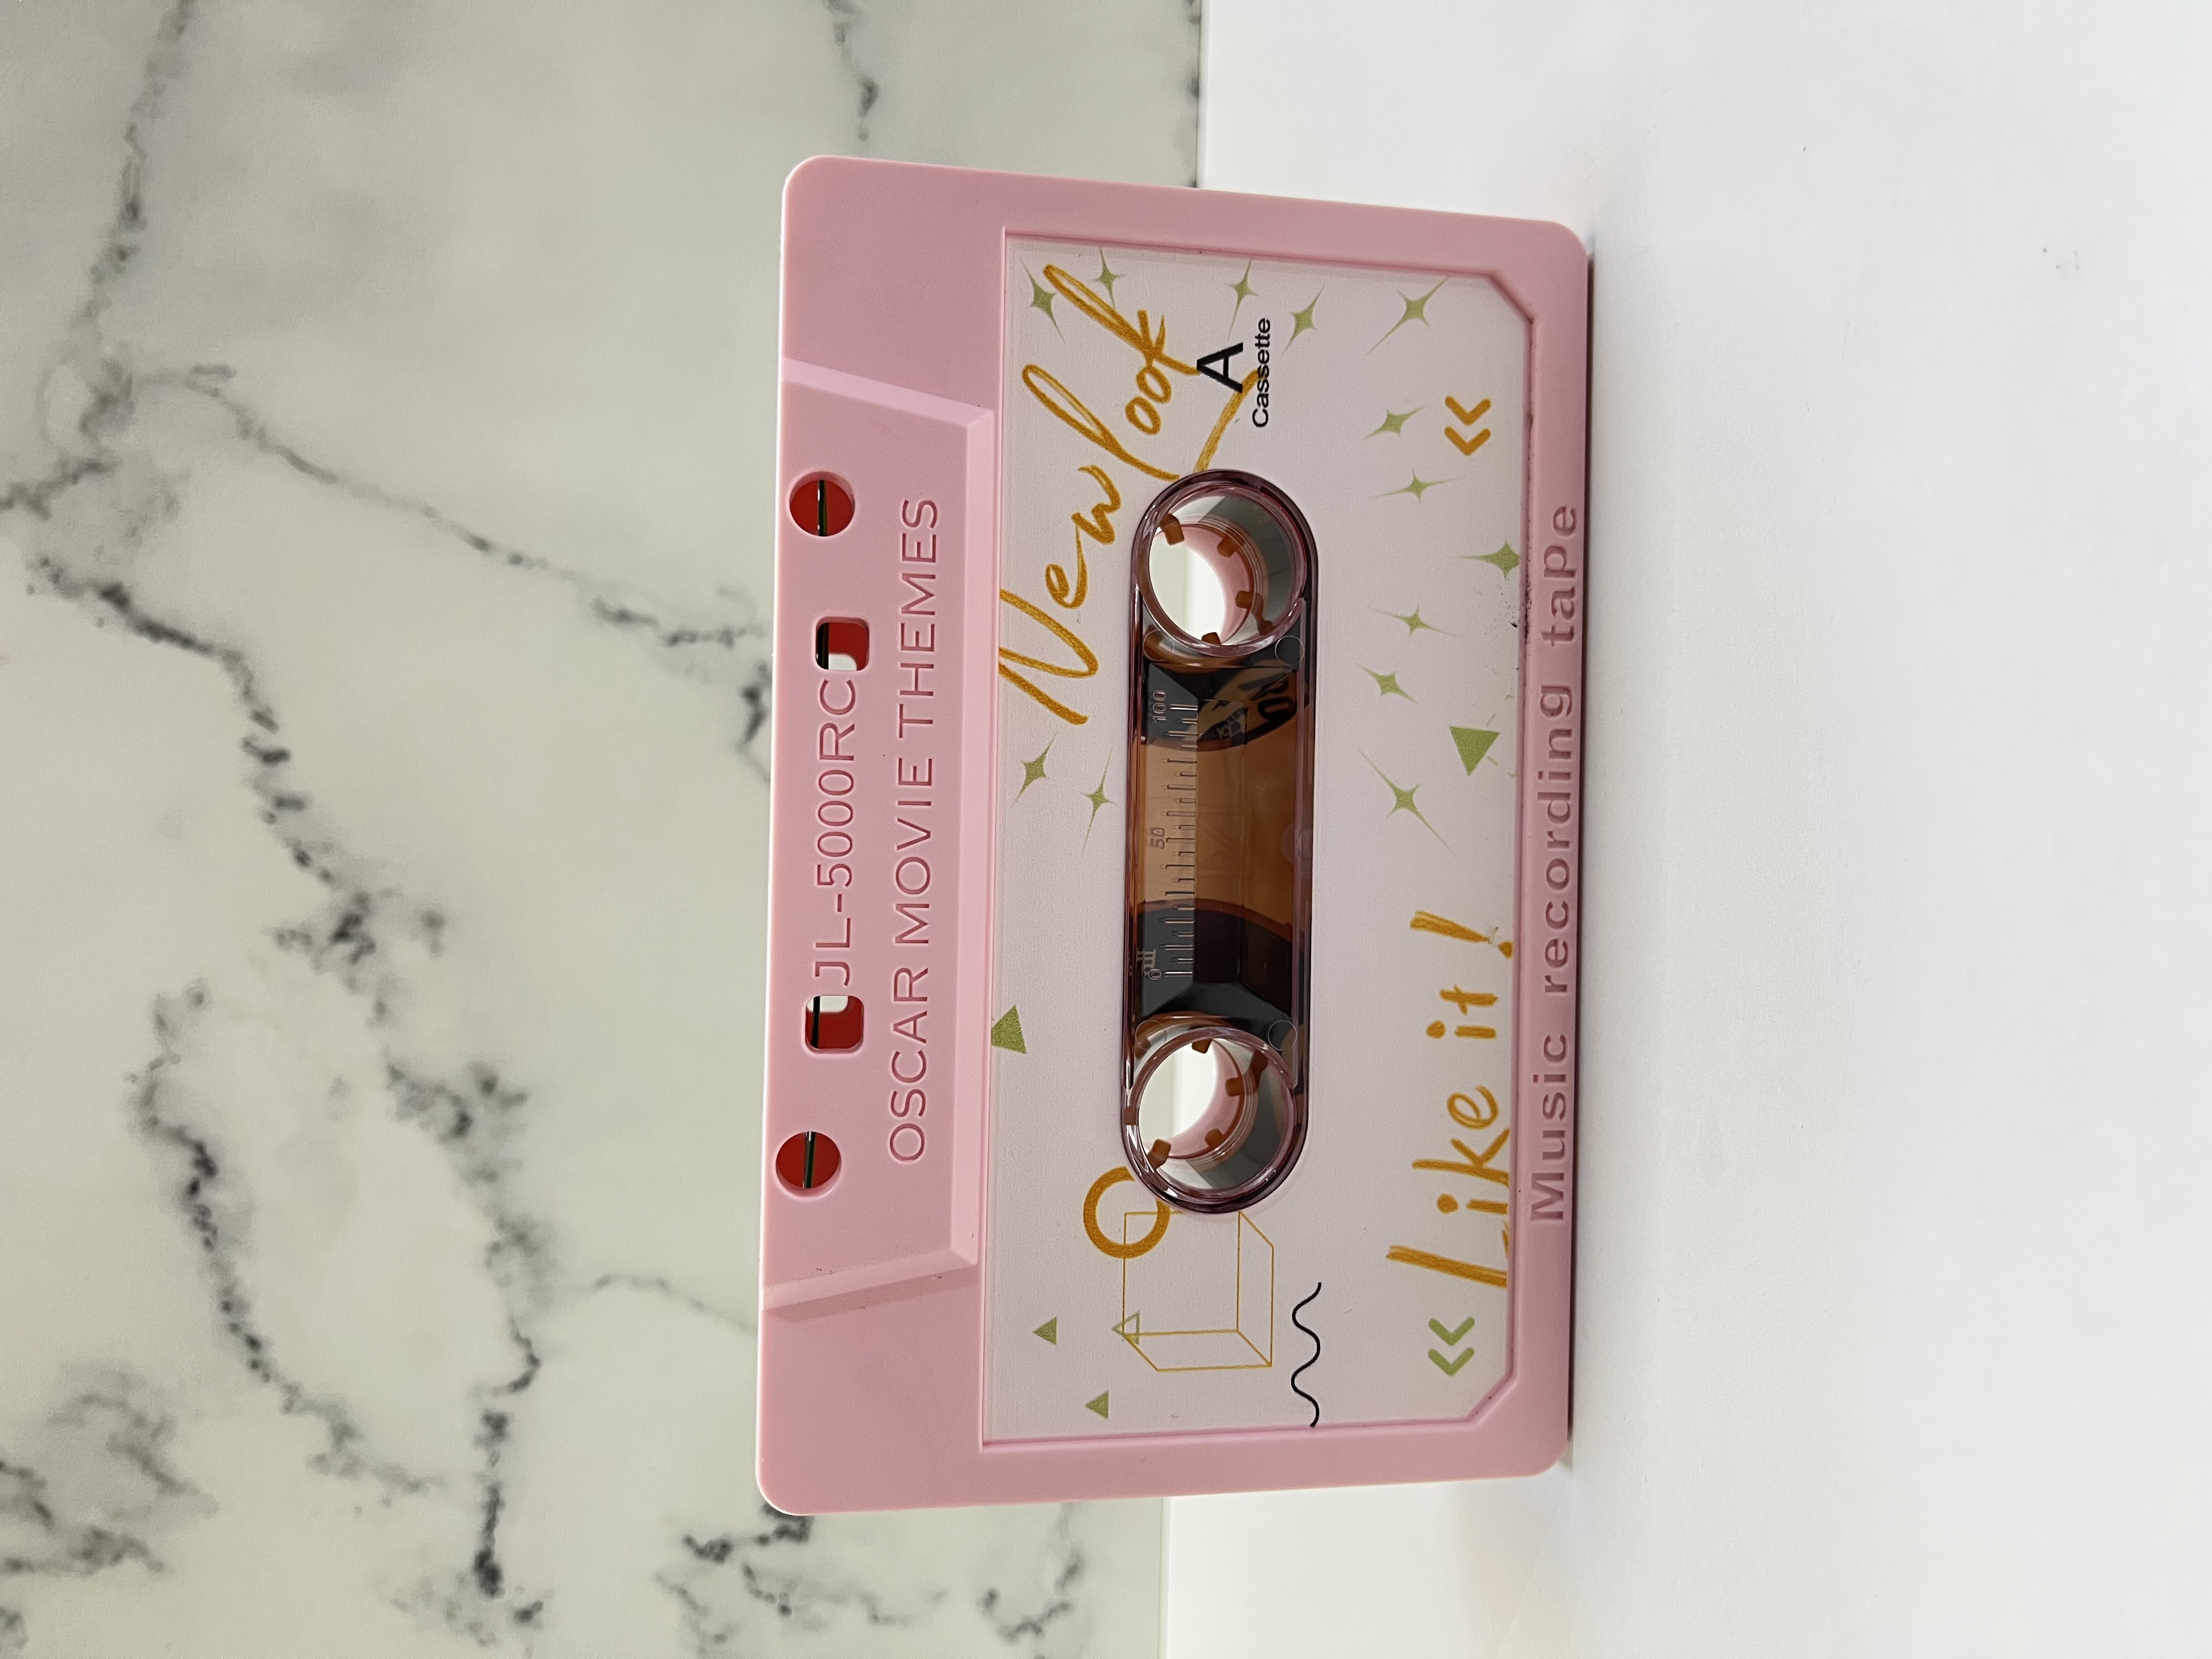 JL-5000RC
OSCAR MOVIE THEMES
New look
A
Cassette
0 50 100
Like it!
Music recording tape